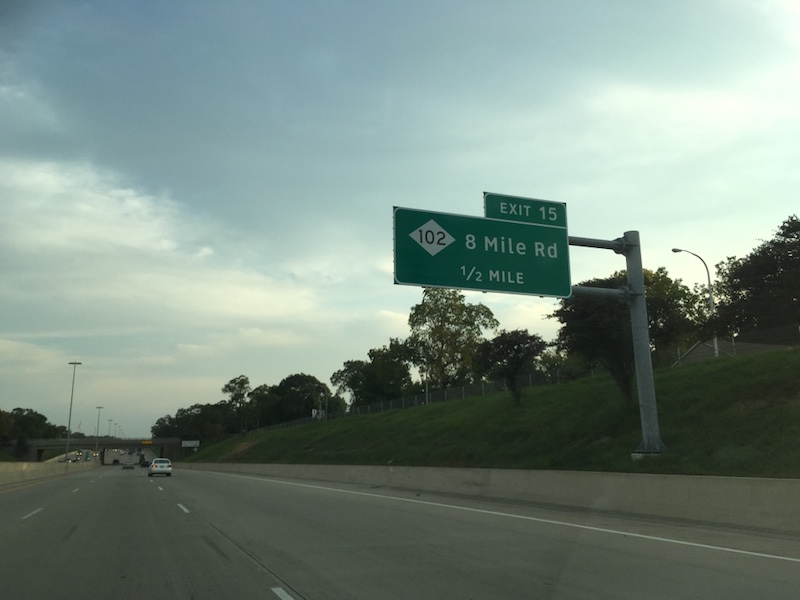 EXIT 15
102 8 Mile Rd
1/2 MILE